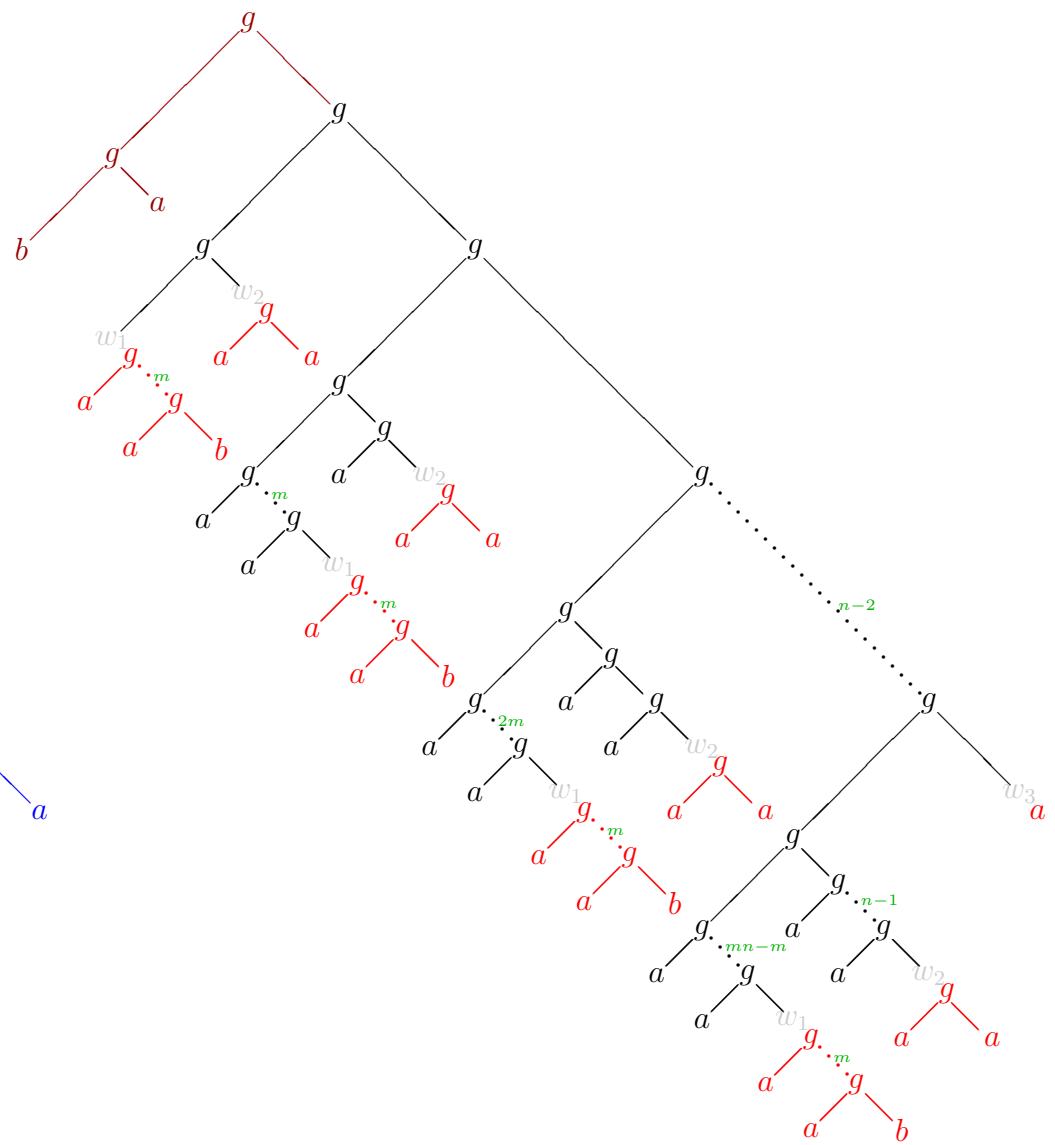 g
g
g
b a
g g
w₁ w₂
g g
a a a
m
g
a b
g g
g g
a m a w₂
g g
a w₁ a a
g
a m
g
a b
g n−2
g g
g g
a 2m a g
g a w₂
a w₁ g
g a a
a m
g
a b
g
g w₃
a
g g
a mn−m a n−1
g g
a w₁ a w₂
g g
a m a a
g
a b
a